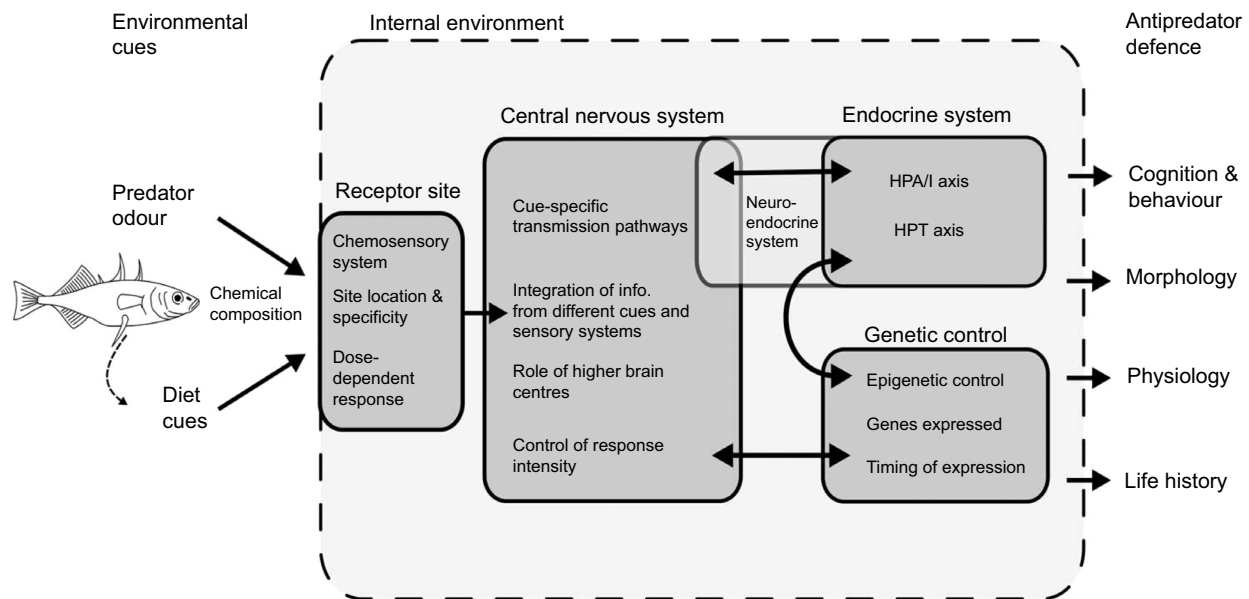 Environmental
cues
Internal environment
Antipredator
defence
Predator
odour
Chemical
composition
Diet
cues
Receptor site
Chemosensory
system
Site location &
specificity
Dose-
dependent
response
Central nervous system
Cue-specific
transmission pathways
Integration of info.
from different cues and
sensory systems
Role of higher brain
centres
Control of response
intensity
Neuro-
endocrine
system
Endocrine system
HPA/I axis
HPT axis
Genetic control
Epigenetic control
Genes expressed
Timing of expression
Cognition &
behaviour
Morphology
Physiology
Life history